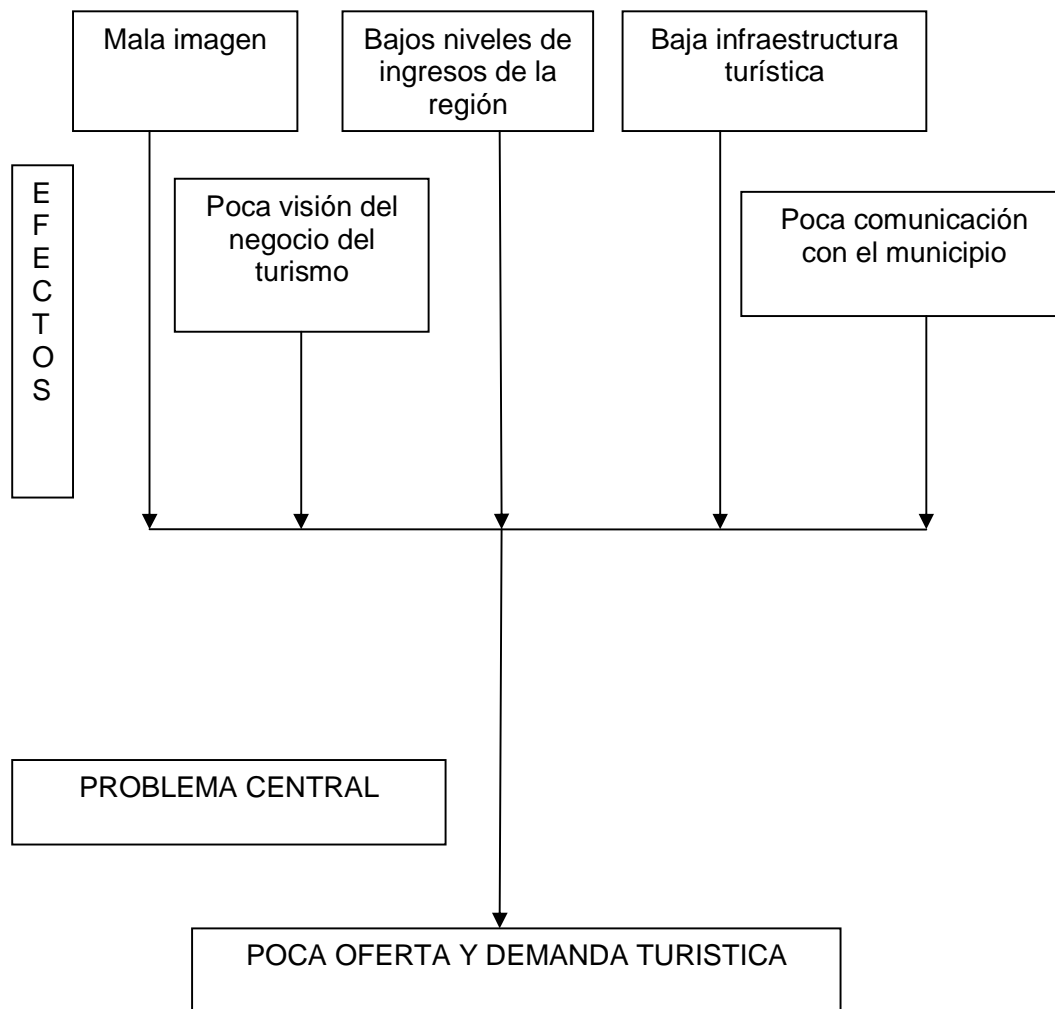 Mala imagen
Bajos niveles de
ingresos de la
región
Baja infraestructura
turística
E
F
E
C
T
O
S
Poca visión del
negocio del
turismo
Poca comunicación
con el municipio
PROBLEMA CENTRAL
POCA OFERTA Y DEMANDA TURISTICA